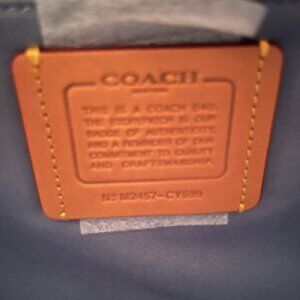 COACH
THIS IS A COACH BAG.
THE STORYPATCH IS OUR
BADGE OF AUTHENTICITY,
AND A REMINDER OF OUR
COMMITMENT TO QUALITY
AND CRAFTSMANSHIP.
Nº M2457-CY599